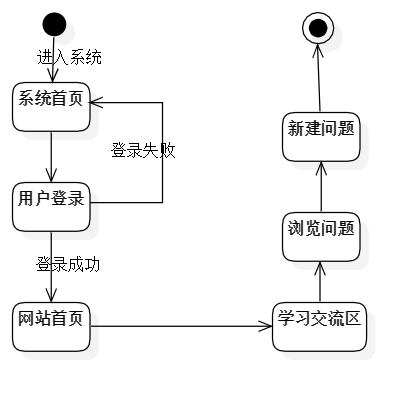 进入系统
系统首页
登录失败
用户登录
登录成功
网站首页
学习交流区
浏览问题
新建问题